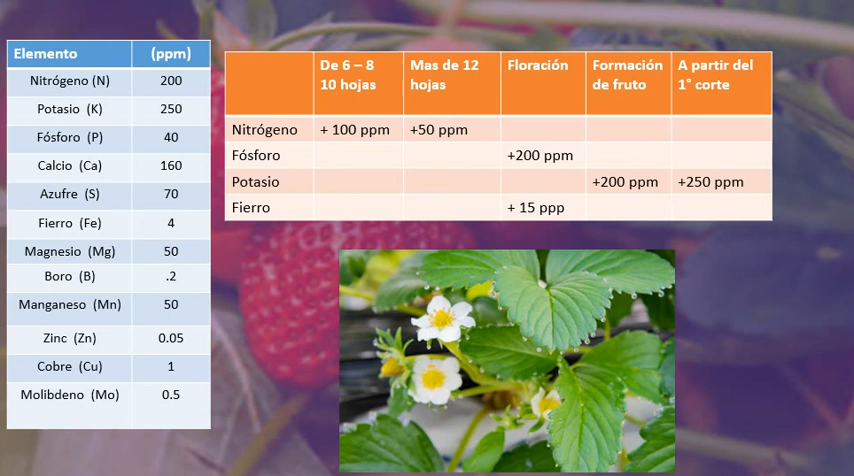 Elemento (ppm)
Nitrógeno (N) 200
Potasio (K) 250
Fósforo (P) 40
Calcio (Ca) 160
Azufre (S) 70
Fierro (Fe) 4
Magnesio (Mg) 50
Boro (B) .2
Manganeso (Mn) 50
Zinc (Zn) 0.05
Cobre (Cu) 1
Molibdeno (Mo) 0.5
De 6 – 8 Mas de 12 Floración Formación A partir del
10 hojas hojas de fruto 1° corte
Nitrógeno + 100 ppm +50 ppm
Fósforo +200 ppm
Potasio +200 ppm +250 ppm
Fierro + 15 ppp